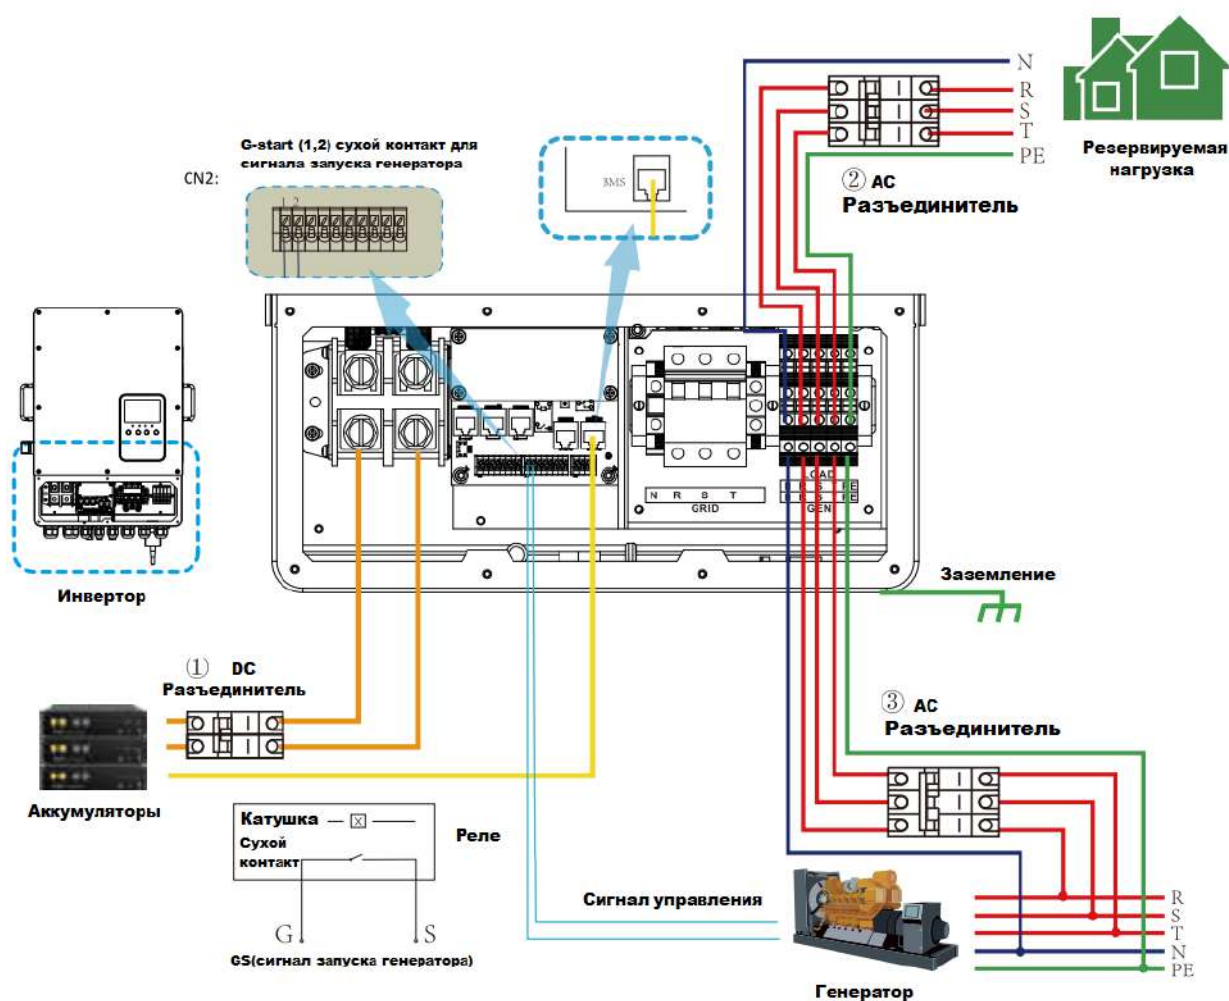 N
R
S
T
PE
Резервируемая
нагрузка
G-start (1,2) сухой контакт для
сигнала запуска генератора
CN2:
1 2
BMS
② AC
Разъединитель
LOAD
N R S T
GRID
GEN
Инвертор
Заземление
① DC
Разъединитель
③ AC
Разъединитель
Аккумуляторы
Катушка
Сухой
контакт
Реле
G
S
GS(сигнал запуска генератора)
Сигнал управления
R
S
T
N
PE
Генератор